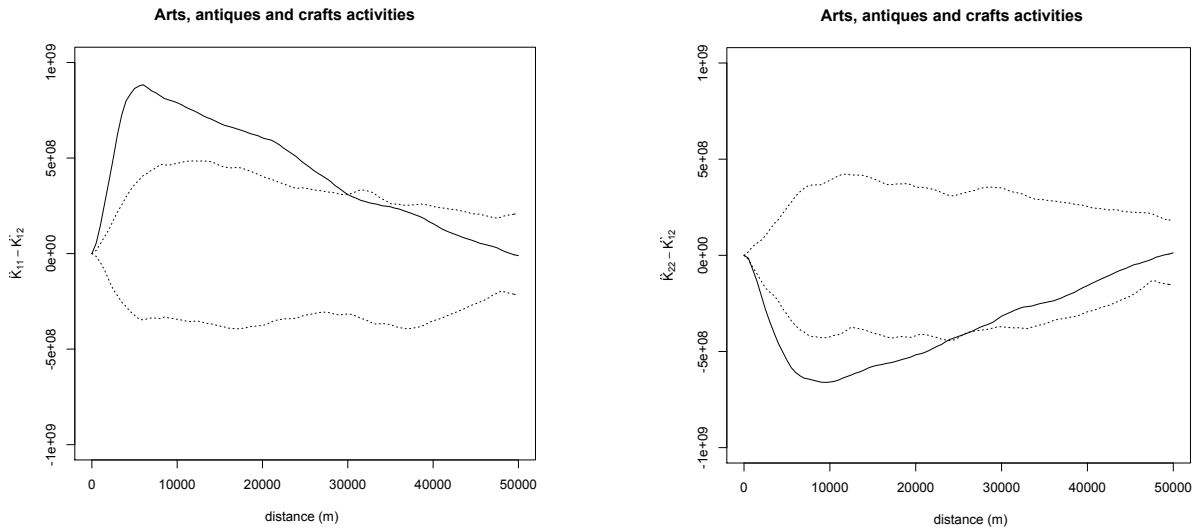 Arts, antiques and crafts activities
1e+09
5e+08
0e+00
-5e+08
-1e+09
K̂₁₁ − K̂₁₂
0 10000 20000 30000 40000 50000
distance (m)
Arts, antiques and crafts activities
1e+09
5e+08
0e+00
-5e+08
-1e+09
K̂₂₂ − K̂₁₂
0 10000 20000 30000 40000 50000
distance (m)